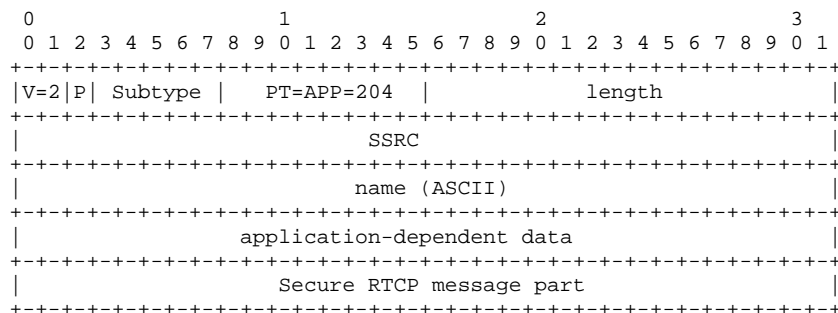 0                   1                   2                   3
 0 1 2 3 4 5 6 7 8 9 0 1 2 3 4 5 6 7 8 9 0 1 2 3 4 5 6 7 8 9 0 1
+-+-+-+-+-+-+-+-+-+-+-+-+-+-+-+-+-+-+-+-+-+-+-+-+-+-+-+-+-+-+-+-+
|V=2|P| Subtype |   PT=APP=204  |            length             |
+-+-+-+-+-+-+-+-+-+-+-+-+-+-+-+-+-+-+-+-+-+-+-+-+-+-+-+-+-+-+-+-+
|                           SSRC                                |
+-+-+-+-+-+-+-+-+-+-+-+-+-+-+-+-+-+-+-+-+-+-+-+-+-+-+-+-+-+-+-+-+
|                          name (ASCII)                         |
+-+-+-+-+-+-+-+-+-+-+-+-+-+-+-+-+-+-+-+-+-+-+-+-+-+-+-+-+-+-+-+-+
|                 application-dependent data                    |
+-+-+-+-+-+-+-+-+-+-+-+-+-+-+-+-+-+-+-+-+-+-+-+-+-+-+-+-+-+-+-+-+
|                    Secure RTCP message part                   |
+-+-+-+-+-+-+-+-+-+-+-+-+-+-+-+-+-+-+-+-+-+-+-+-+-+-+-+-+-+-+-+-+